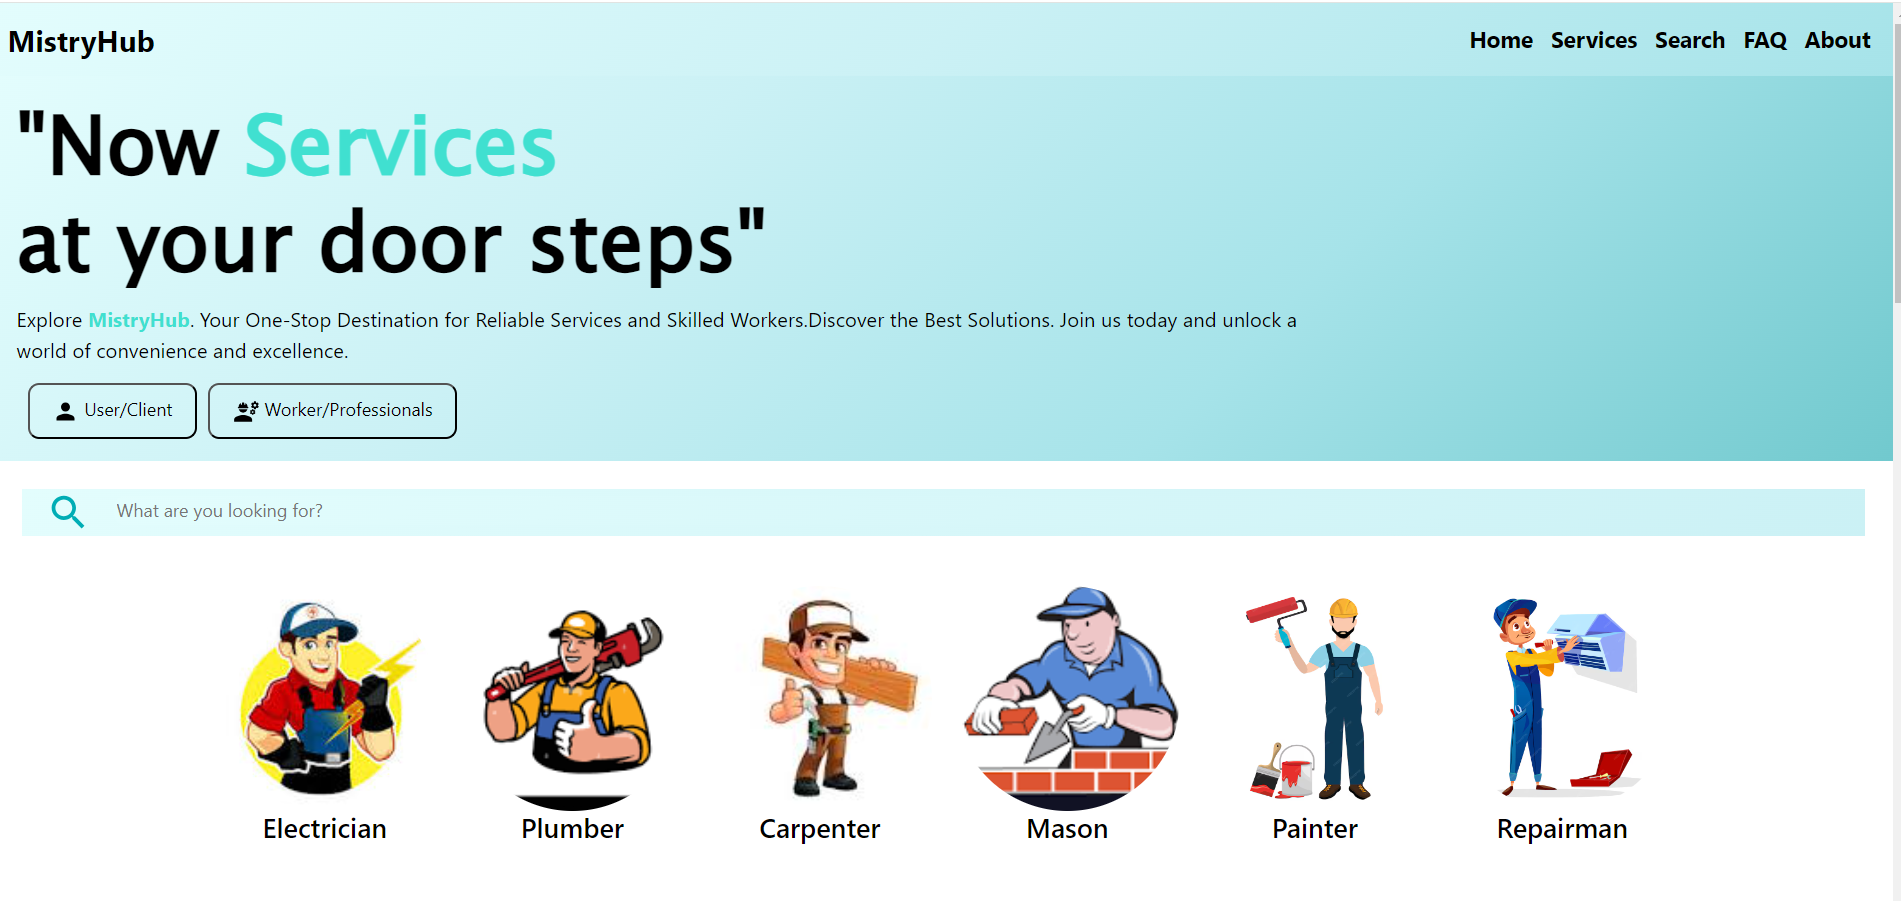 MistryHub
Home Services Search FAQ About
"Now Services
at your door steps"
Explore MistryHub. Your One-Stop Destination for Reliable Services and Skilled Workers.Discover the Best Solutions. Join us today and unlock a
world of convenience and excellence.
User/Client Worker/Professionals
What are you looking for?
Electrician Plumber Carpenter Mason Painter Repairman